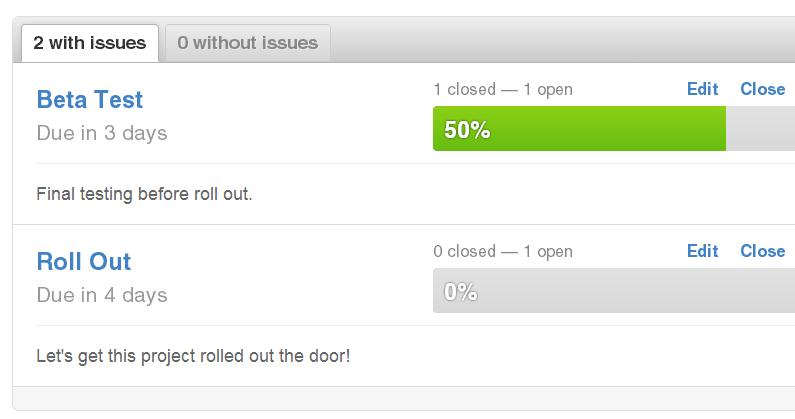 2 with issues
0 without issues
Beta Test
1 closed — 1 open
Edit
Close
Due in 3 days
50%
Final testing before roll out.
Roll Out
0 closed — 1 open
Edit
Close
Due in 4 days
0%
Let's get this project rolled out the door!